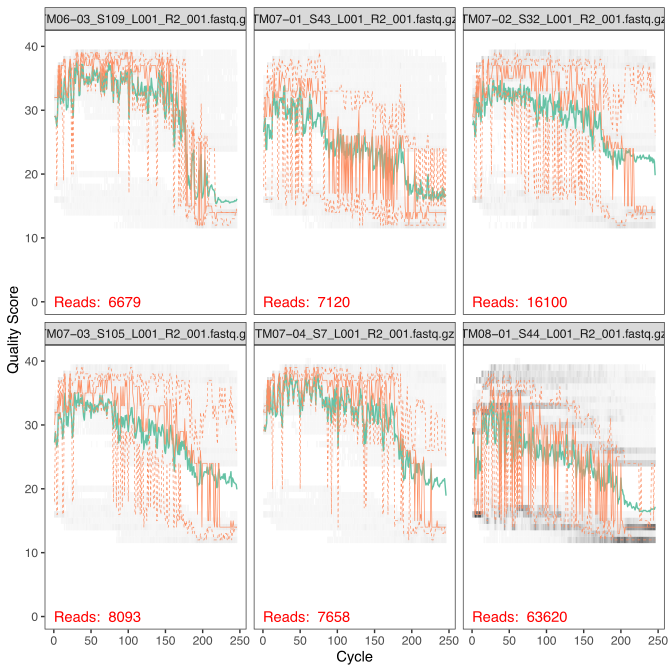 TM06-03_S109_L001_R2_001.fastq.g
TM07-01_S43_L001_R2_001.fastq.gz
TM07-02_S32_L001_R2_001.fastq.gz
40
30
20
10
0
Reads: 6679
Reads: 7120
Reads: 16100
Quality Score
TM07-03_S105_L001_R2_001.fastq.g
TM07-04_S7_L001_R2_001.fastq.gz
TM08-01_S44_L001_R2_001.fastq.gz
40
30
20
10
0
Reads: 8093
Reads: 7658
Reads: 63620
0 50 100 150 200 250
0 50 100 150 200 250
0 50 100 150 200 250
Cycle